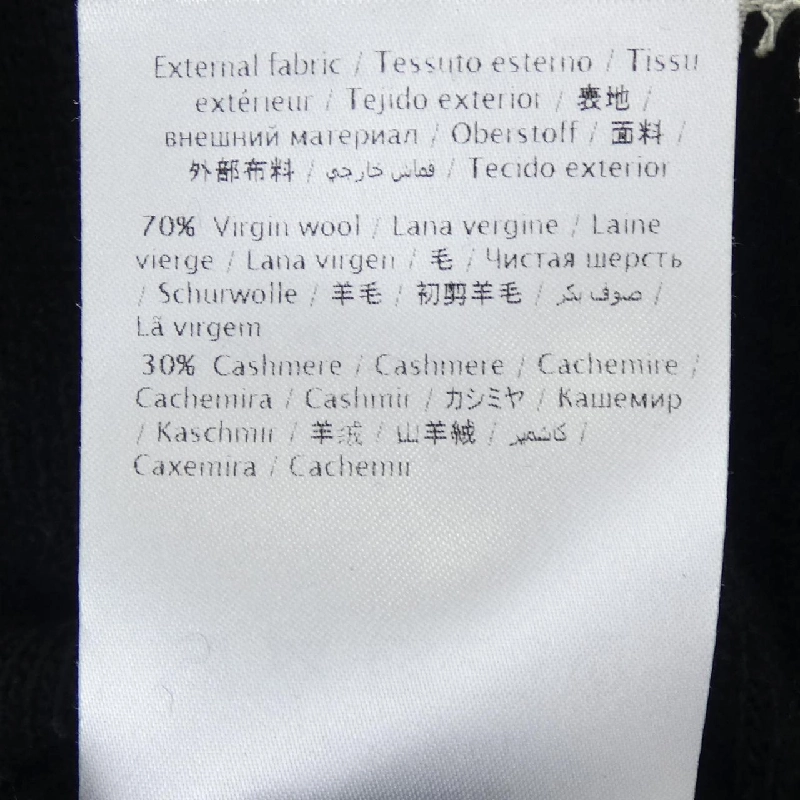 External fabric / Tessuto esterno / Tissu
extérieur / Tejido exterior / 表地 /
внешний материал / Oberstoff / 面料 /
外部布料 / قماش خارجي / Tecido exterior
70% Virgin wool / Lana vergine / Laine
vierge / Lana virgen / 毛 / Чистая шерсть
/ Schurwolle / 羊毛 / 初剪羊毛 / صوف بكر /
Lã virgem
30% Cashmere / Cashmere / Cachemire /
Cachemira / Cashmir / カシミヤ / Кашемир
/ Kaschmir / 羊绒 / 山羊絨 / كاشمير /
Caxemira / Cachemir